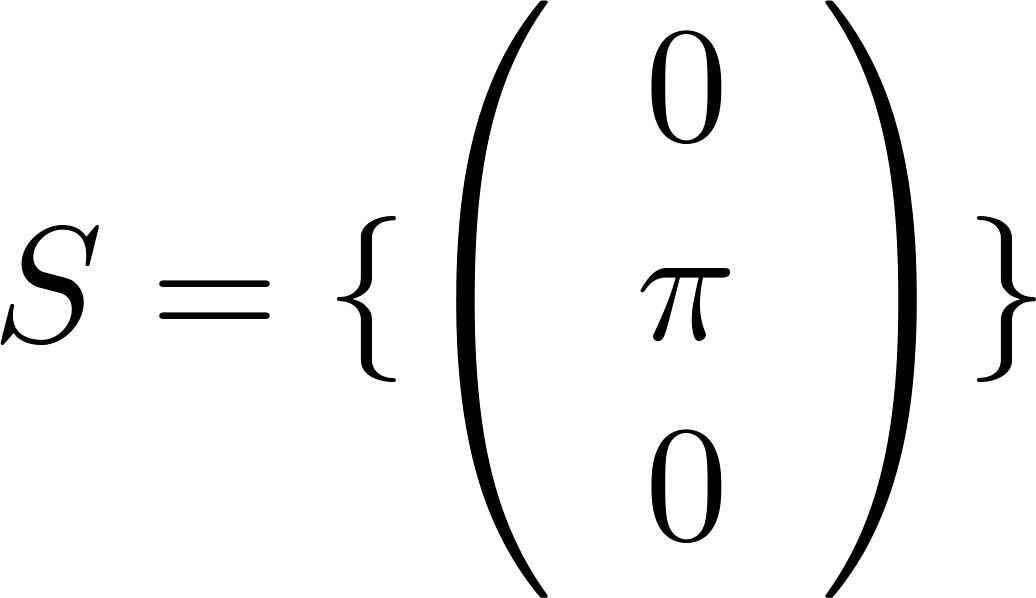 S = { ( 0
π
0 ) }